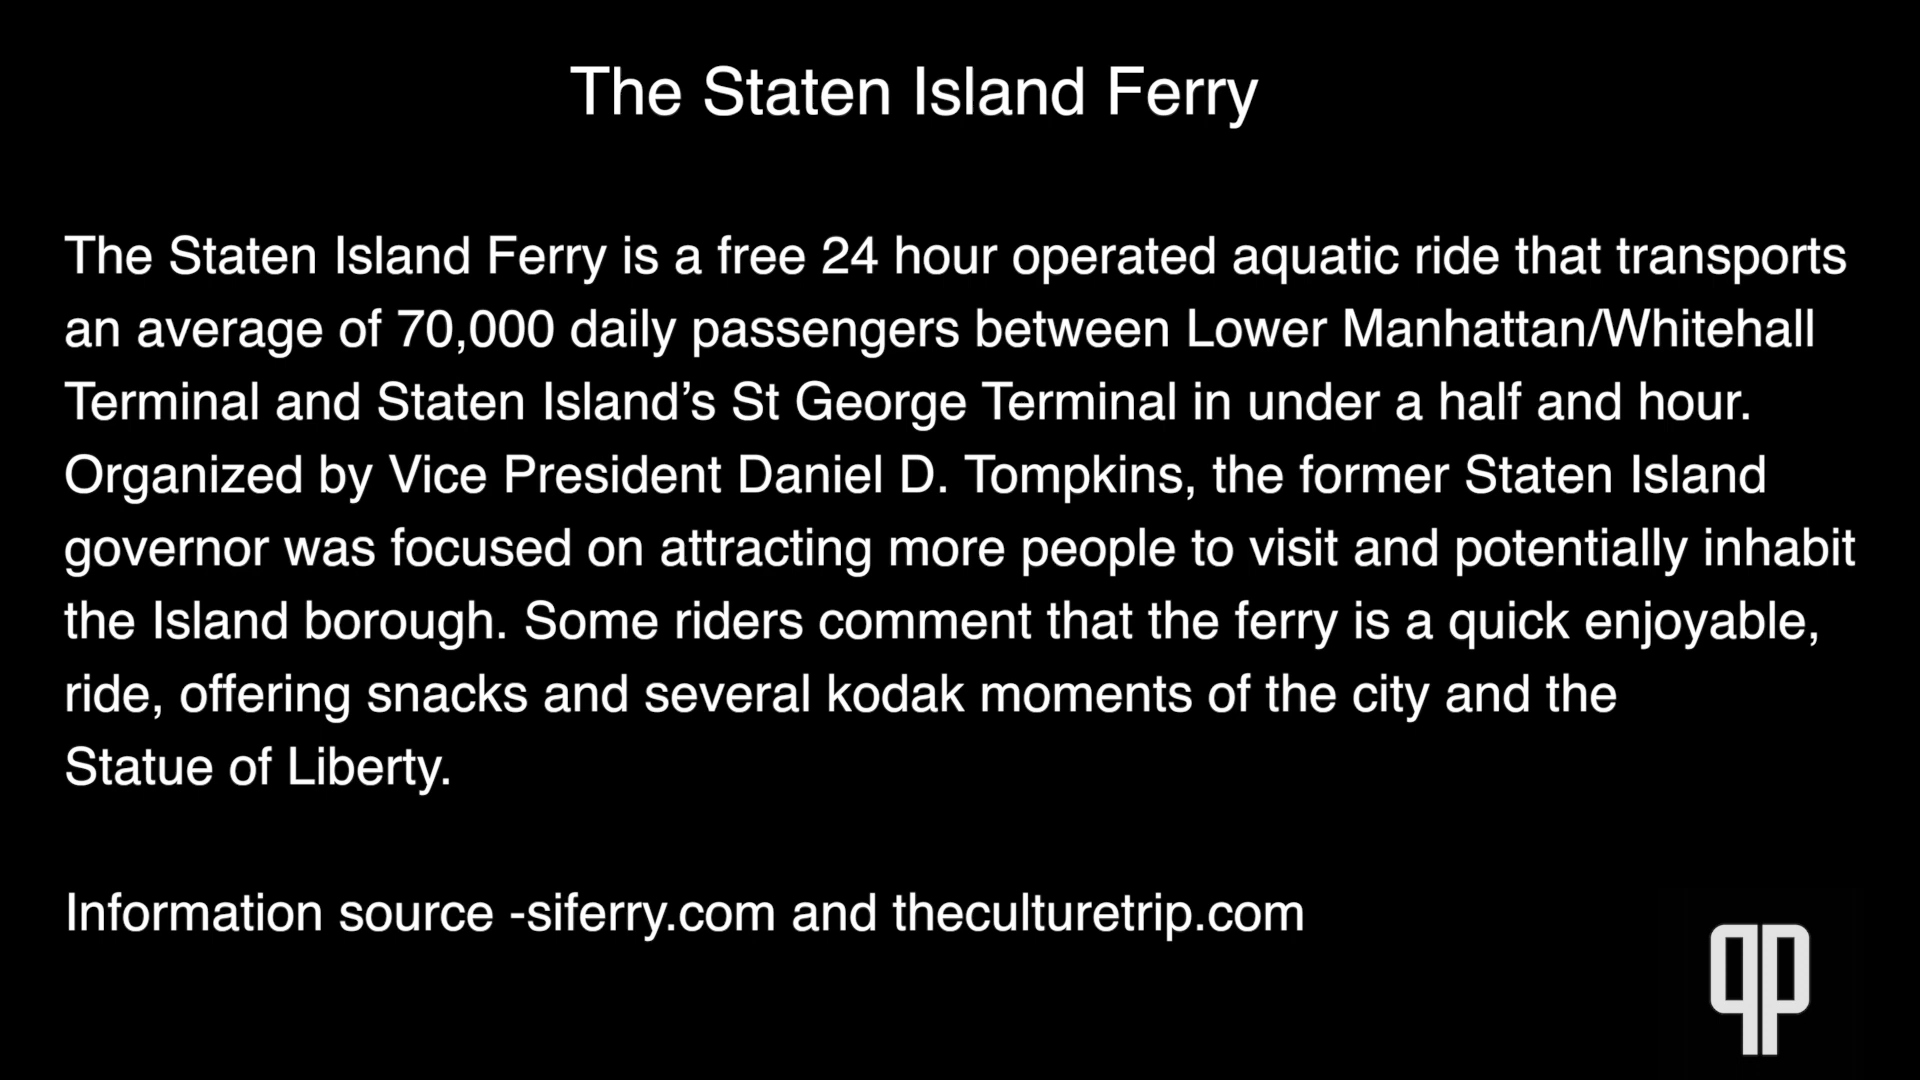 The Staten Island Ferry
The Staten Island Ferry is a free 24 hour operated aquatic ride that transports
an average of 70,000 daily passengers between Lower Manhattan/Whitehall
Terminal and Staten Island’s St George Terminal in under a half and hour.
Organized by Vice President Daniel D. Tompkins, the former Staten Island
governor was focused on attracting more people to visit and potentially inhabit
the Island borough. Some riders comment that the ferry is a quick enjoyable,
ride, offering snacks and several kodak moments of the city and the
Statue of Liberty.
Information source -siferry.com and theculturetrip.com
qp